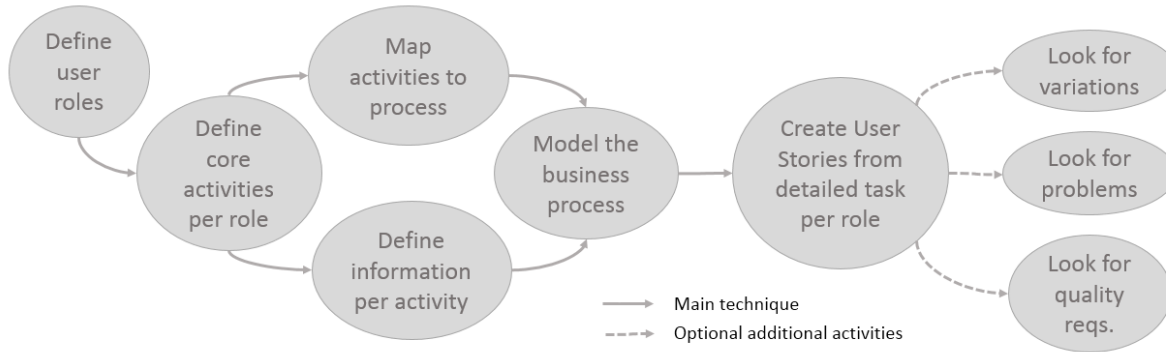 Define
user
roles
Define
core
activities
per role
Map
activities to
process
Define
information
per activity
Model the
business
process
Create User
Stories from
detailed task
per role
Look for
variations
Look for
problems
Look for
quality
reqs.
Main technique
Optional additional activities